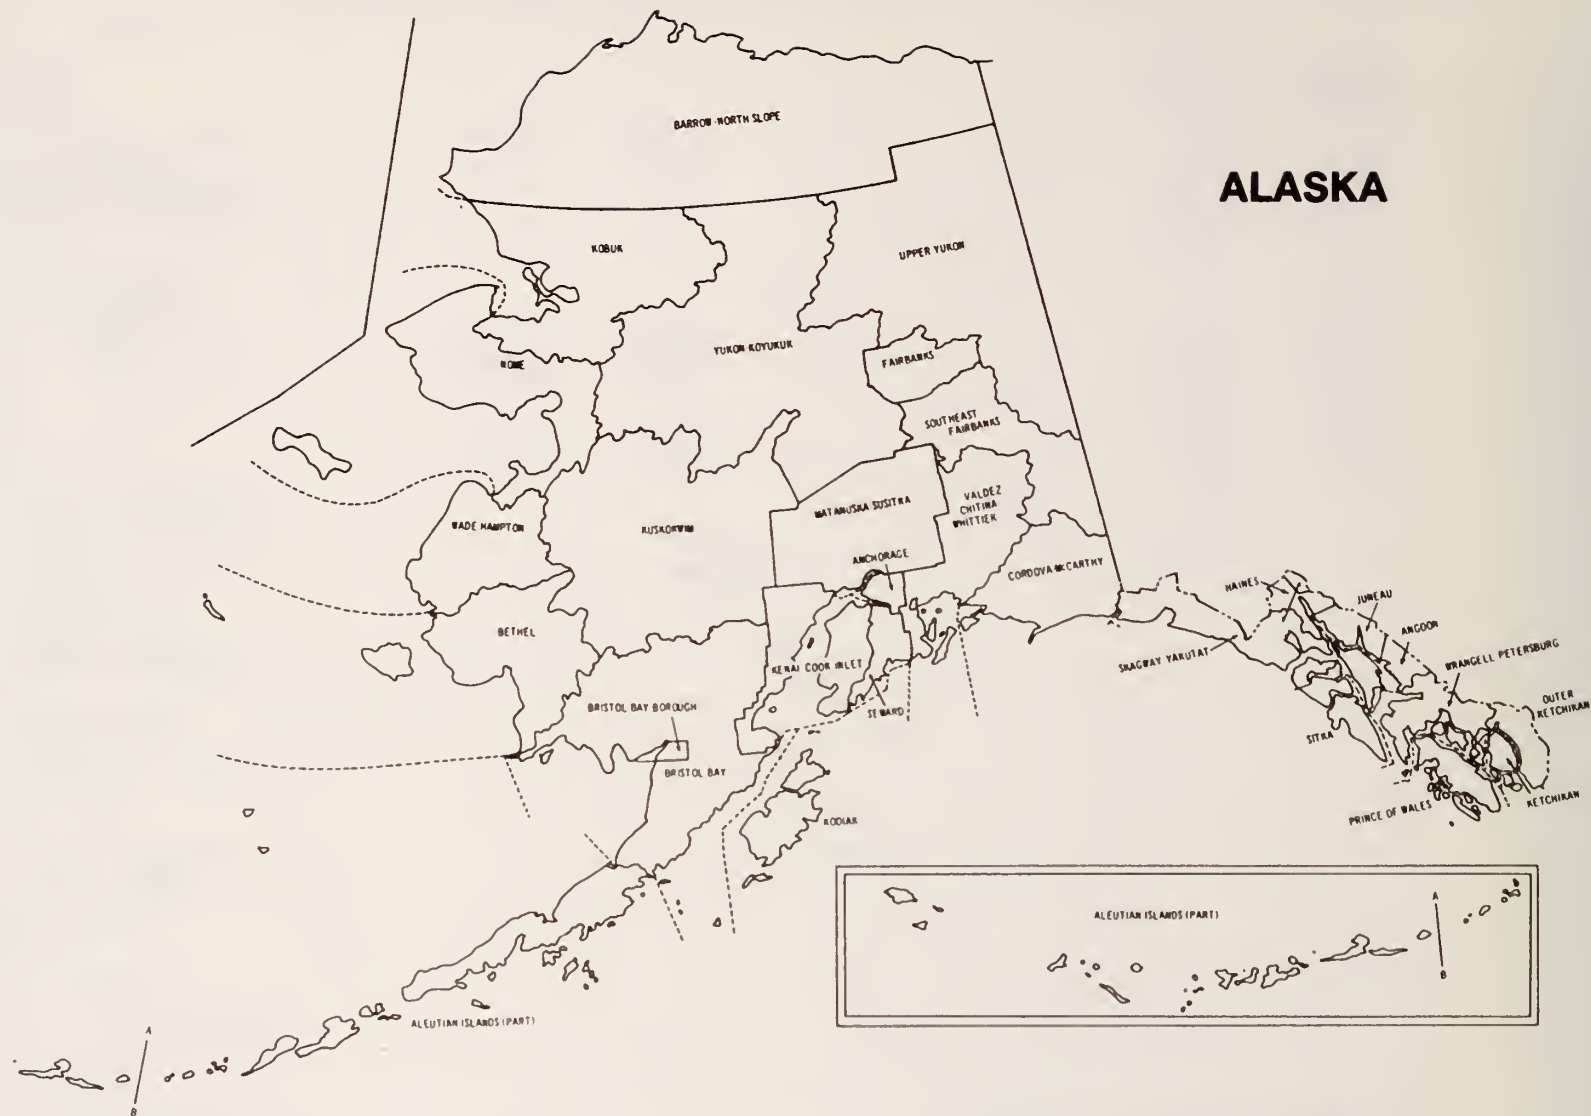 ALASKA
BARROW-NORTH SLOPE
KOBUK
UPPER YUKON
YUKON-KOYUKUK
NOME
FAIRBANKS
SOUTHEAST
FAIRBANKS
WADE HAMPTON
KUSKOKWIM
MATANUSKA SUSITKA
VALDEZ
CHITINA
WHITTIEK
ANCHORAGE
CORDOVA-McCARTHY
HAINES
JUNEAU
ANGOON
SKAGWAY YAKUTAT
WRANGELL PETERSBURG
BETHEL
KENAI COOK INLET
SEWARD
BRISTOL BAY BOROUGH
BRISTOL BAY
OUTER
KETCHIKAN
SITKA
PRINCE OF WALES
KETCHIKAN
KODIAK
ALEUTIAN ISLANDS (PART)
A
B
ALEUTIAN ISLANDS (PART)
A
B